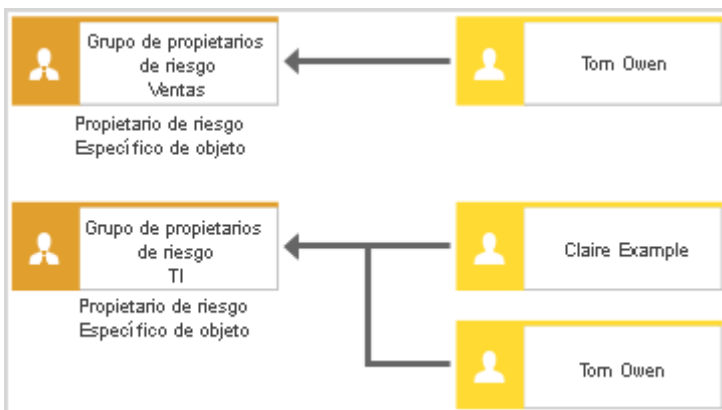 Grupo de propietarios
de riesgo
Ventas
Tom Owen
Propietario de riesgo
Específico de objeto
Grupo de propietarios
de riesgo
TI
Claire Example
Propietario de riesgo
Específico de objeto
Tom Owen